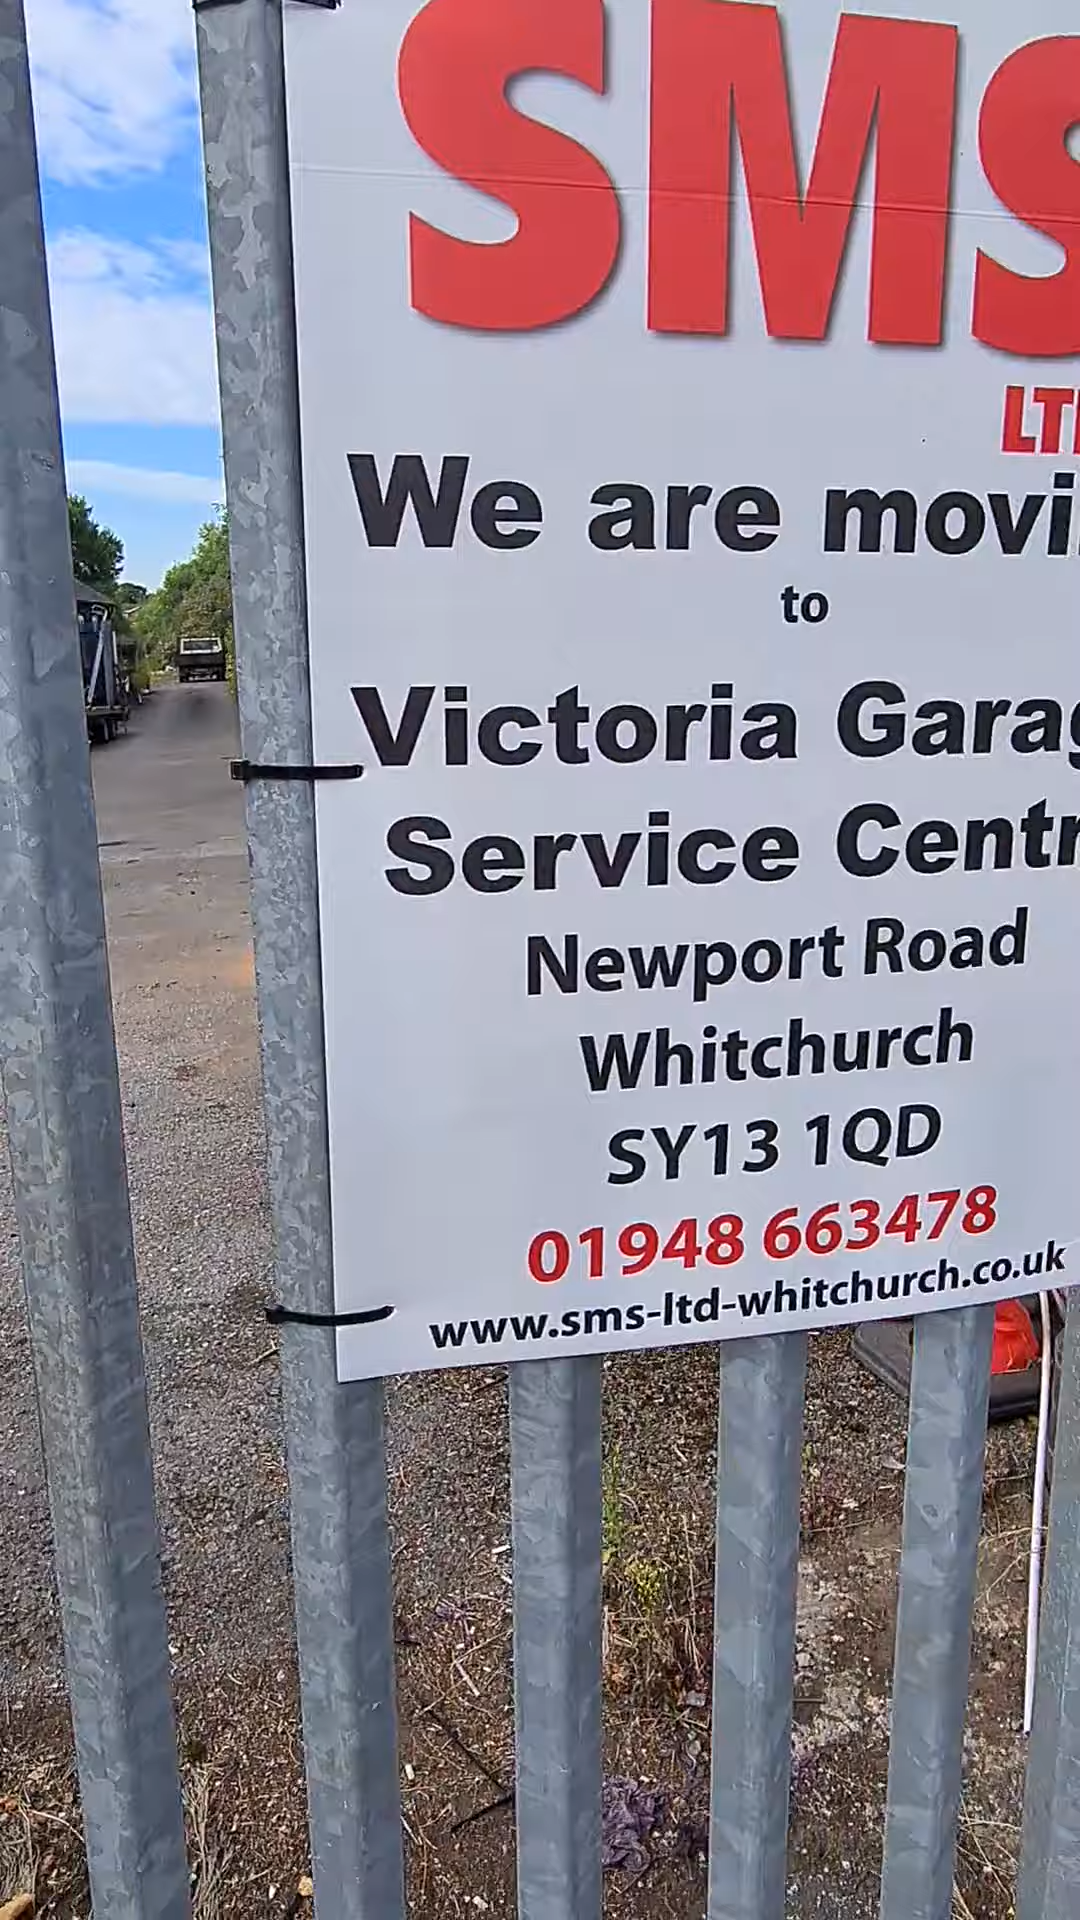 SMS
LT
We are movi
to
Victoria Garag
Service Centr
Newport Road
Whitchurch
SY13 1QD
01948 663478
www.sms-ltd-whitchurch.co.uk